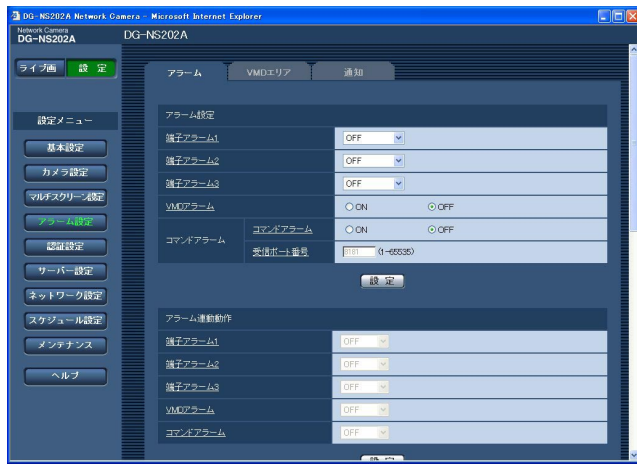 DG-NS202A Network Camera - Microsoft Internet Explorer
Network Camera
DG-NS202A
DG-NS202A
ライブ画 設 定
アラーム VMDエリア 通知
設定メニュー
基本設定
カメラ設定
マルチスクリーン設定
アラーム設定
認証設定
サーバー設定
ネットワーク設定
スケジュール設定
メンテナンス
ヘルプ
アラーム設定
端子アラーム1 OFF
端子アラーム2 OFF
端子アラーム3 OFF
VMDアラーム ON OFF
コマンドアラーム
コマンドアラーム ON OFF
受信ポート番号 8181 (1-65535)
設 定
アラーム連動動作
端子アラーム1 OFF
端子アラーム2 OFF
端子アラーム3 OFF
VMDアラーム OFF
コマンドアラーム OFF